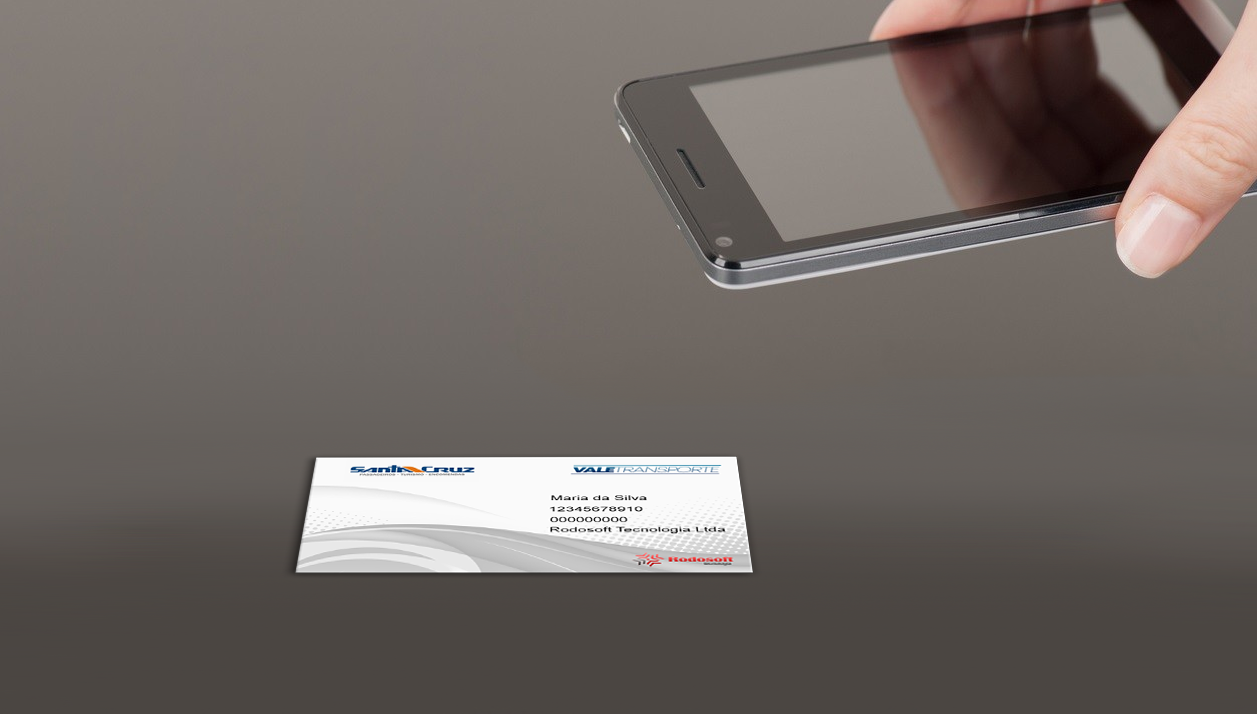 Santa Cruz
VALETRANSPORTE
Maria da Silva
12345678910
000000000
Rodosoft Tecnologia Ltda
Rodosoft